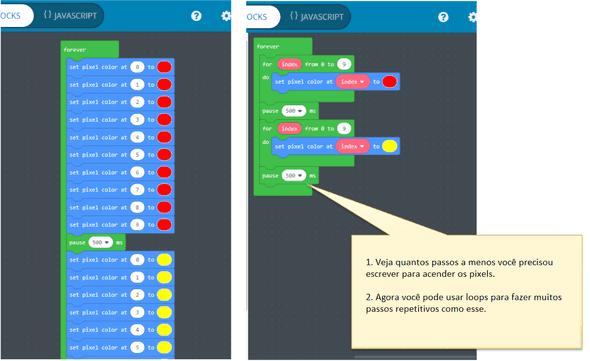 OCKS
{ } JAVASCRIPT
?
forever
set pixel color at 0 to
set pixel color at 1 to
set pixel color at 2 to
set pixel color at 3 to
set pixel color at 4 to
set pixel color at 5 to
set pixel color at 6 to
set pixel color at 7 to
set pixel color at 8 to
set pixel color at 9 to
pause 500 ms
set pixel color at 0 to
set pixel color at 1 to
set pixel color at 2 to
set pixel color at 3 to
set pixel color at 4 to
set pixel color at 5 to
OCKS
{ } JAVASCRIPT
?
forever
for index from 0 to 9
do set pixel color at index to
pause 500 ms
for index from 0 to 9
do set pixel color at index to
pause 500 ms
1. Veja quantos passos a menos você precisou
escrever para acender os pixels.
2. Agora você pode usar loops para fazer muitos
passos repetitivos como esse.